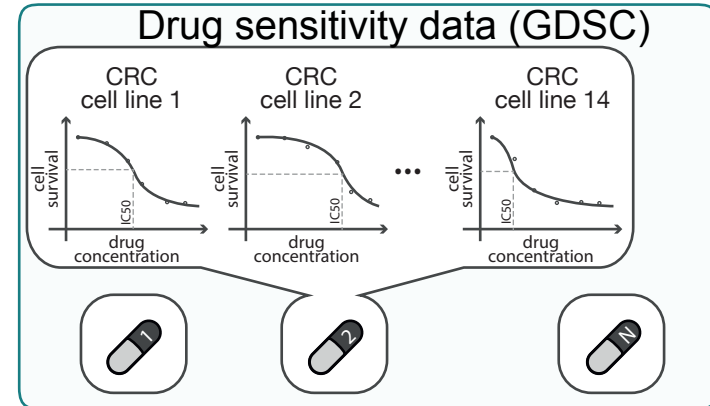 Drug sensitivity data (GDSC)
CRC
cell line 1
cell
survival
IC50
drug
concentration
CRC
cell line 2
cell
survival
IC50
drug
concentration
...
CRC
cell line 14
cell
survival
IC50
drug
concentration
1
2
N